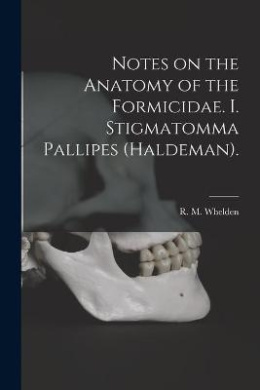 Notes on the
Anatomy of the
Formicidae. I.
Stigmatomma
Pallipes (Haldeman).
R. M. Whelden